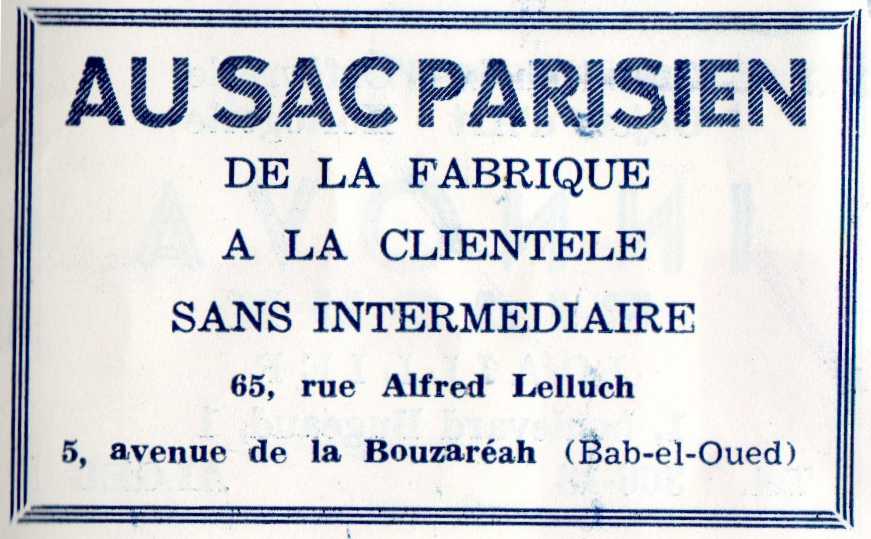 AU SAC PARISIEN
DE LA FABRIQUE
A LA CLIENTELE
SANS INTERMEDIAIRE
65, rue Alfred Lelluch
5, avenue de la Bouzaréah (Bab-el-Oued)